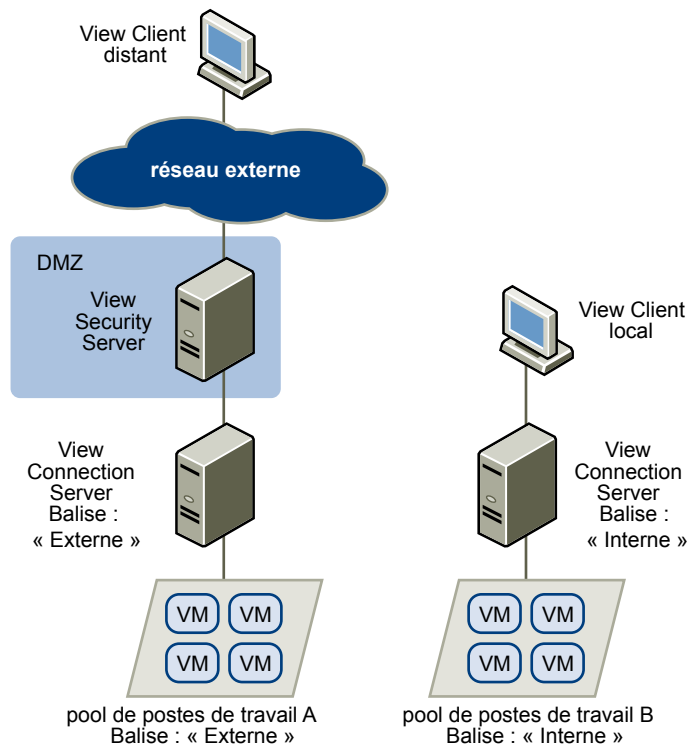 View Client
distant
réseau externe
DMZ
View
Security
Server
View Client
local
View
Connection
Server
Balise :
« Externe »
View
Connection
Server
Balise :
« Interne »
VM VM
VM VM
VM VM
VM VM
pool de postes de travail A
Balise : « Externe »
pool de postes de travail B
Balise : « Interne »